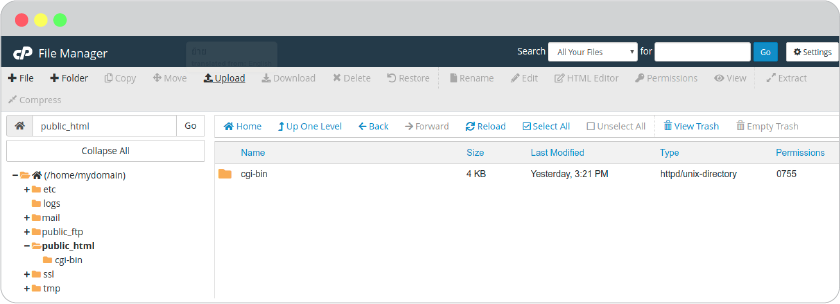 cP File Manager Search All Your Files for Go Settings
+ File + Folder Copy Move Upload Download Delete Restore Rename Edit HTML Editor Permissions View Extract
Compress
public_html Go Home Up One Level Back Forward Reload Select All Unselect All View Trash Empty Trash
Collapse All
Name Size Last Modified Type Permissions
cgi-bin 4 KB Yesterday, 3:21 PM httpd/unix-directory 0755
(/home/mydomain)
etc
logs
mail
public_ftp
public_html
cgi-bin
ssl
tmp